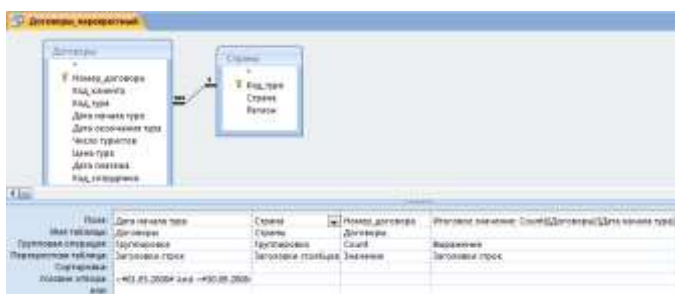 Договоры_перекрестный
Договоры
*
Номер_договора
Код_клиента
Код_тура
Дата начала тура
Дата окончания тура
Число туристов
Цена тура
Дата платежа
Код_сотрудника
Страны
*
Код_тура
Страна
Регион
Поле: Дата начала тура Страна Номер_договора Итоговое значение: Count([Договоры]![Дата начала тура])
Имя таблицы: Договоры Страны Договоры
Групповая операция: Группировка Группировка Count Выражение
Перекрестная таблица: Заголовки строк Заголовки столбцов Значение Заголовки строк
Сортировка:
Условие отбора:
или: